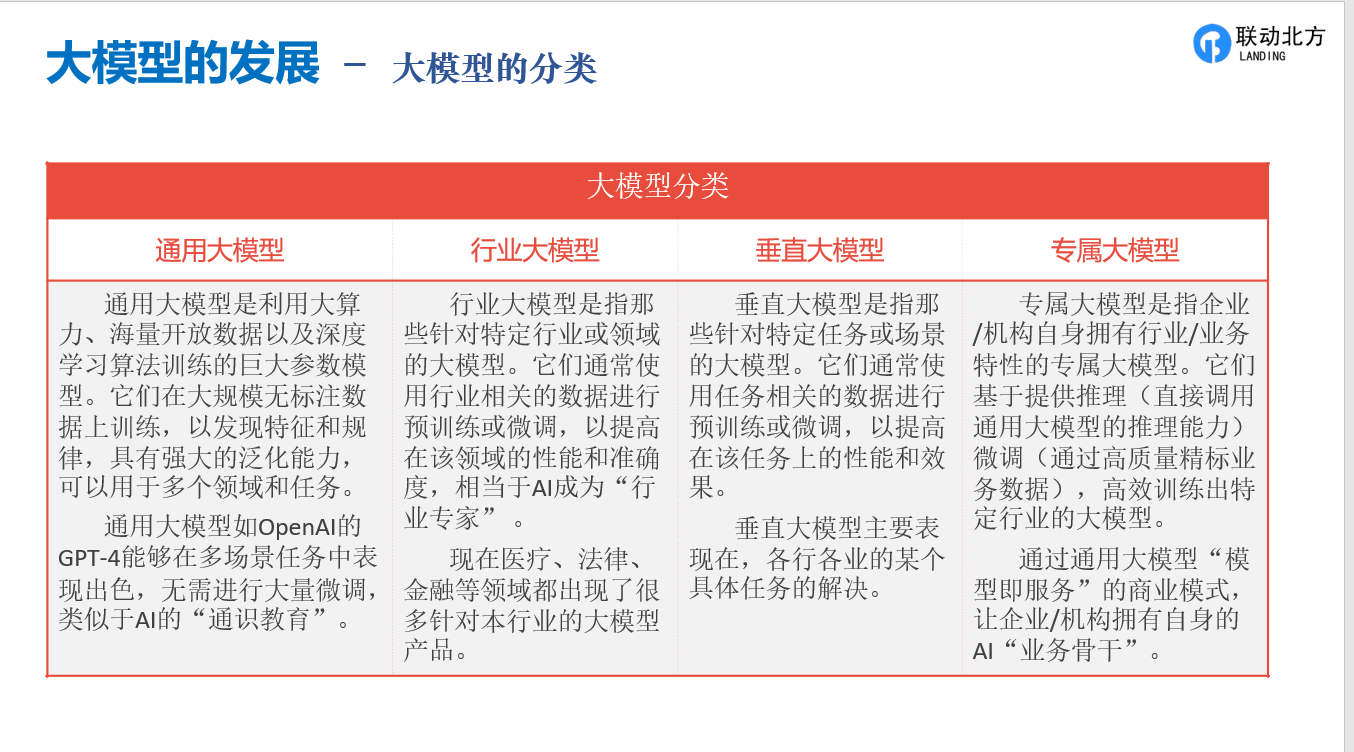 大模型的发展 - 大模型的分类
联动北方
LANDING
大模型分类
通用大模型
行业大模型
垂直大模型
专属大模型
通用大模型是利用大算
力、海量开放数据以及深度
学习算法训练的巨大参数模
型。它们在大规模无标注数
据上训练，以发现特征和规
律，具有强大的泛化能力，
可以用于多个领域和任务。
通用大模型如OpenAI的
GPT-4能够在多场景任务中表
现出色，无需进行大量微调，
类似于AI的“通识教育”。
行业大模型是指那
些针对特定行业或领域
的大模型。它们通常使
用行业相关的数据进行
预训练或微调，以提高
在该领域的性能和准确
度，相当于AI成为“行
业专家”。
现在医疗、法律、
金融等领域都出现了很
多针对本行业的大模型
产品。
垂直大模型是指那
些针对特定任务或场景
的大模型。它们通常使
用任务相关的数据进行
预训练或微调，以提高
在该任务上的性能和效
果。
垂直大模型主要表
现在，各行各业的某个
具体任务的解决。
专属大模型是指企业
/机构自身拥有行业/业务
特性的专属大模型。它们
基于提供推理（直接调用
通用大模型的推理能力）
微调（通过高质量精标业
务数据），高效训练出特
定行业的大模型。
通过通用大模型“模
型即服务”的商业模式，
让企业/机构拥有自身的
AI“业务骨干”。